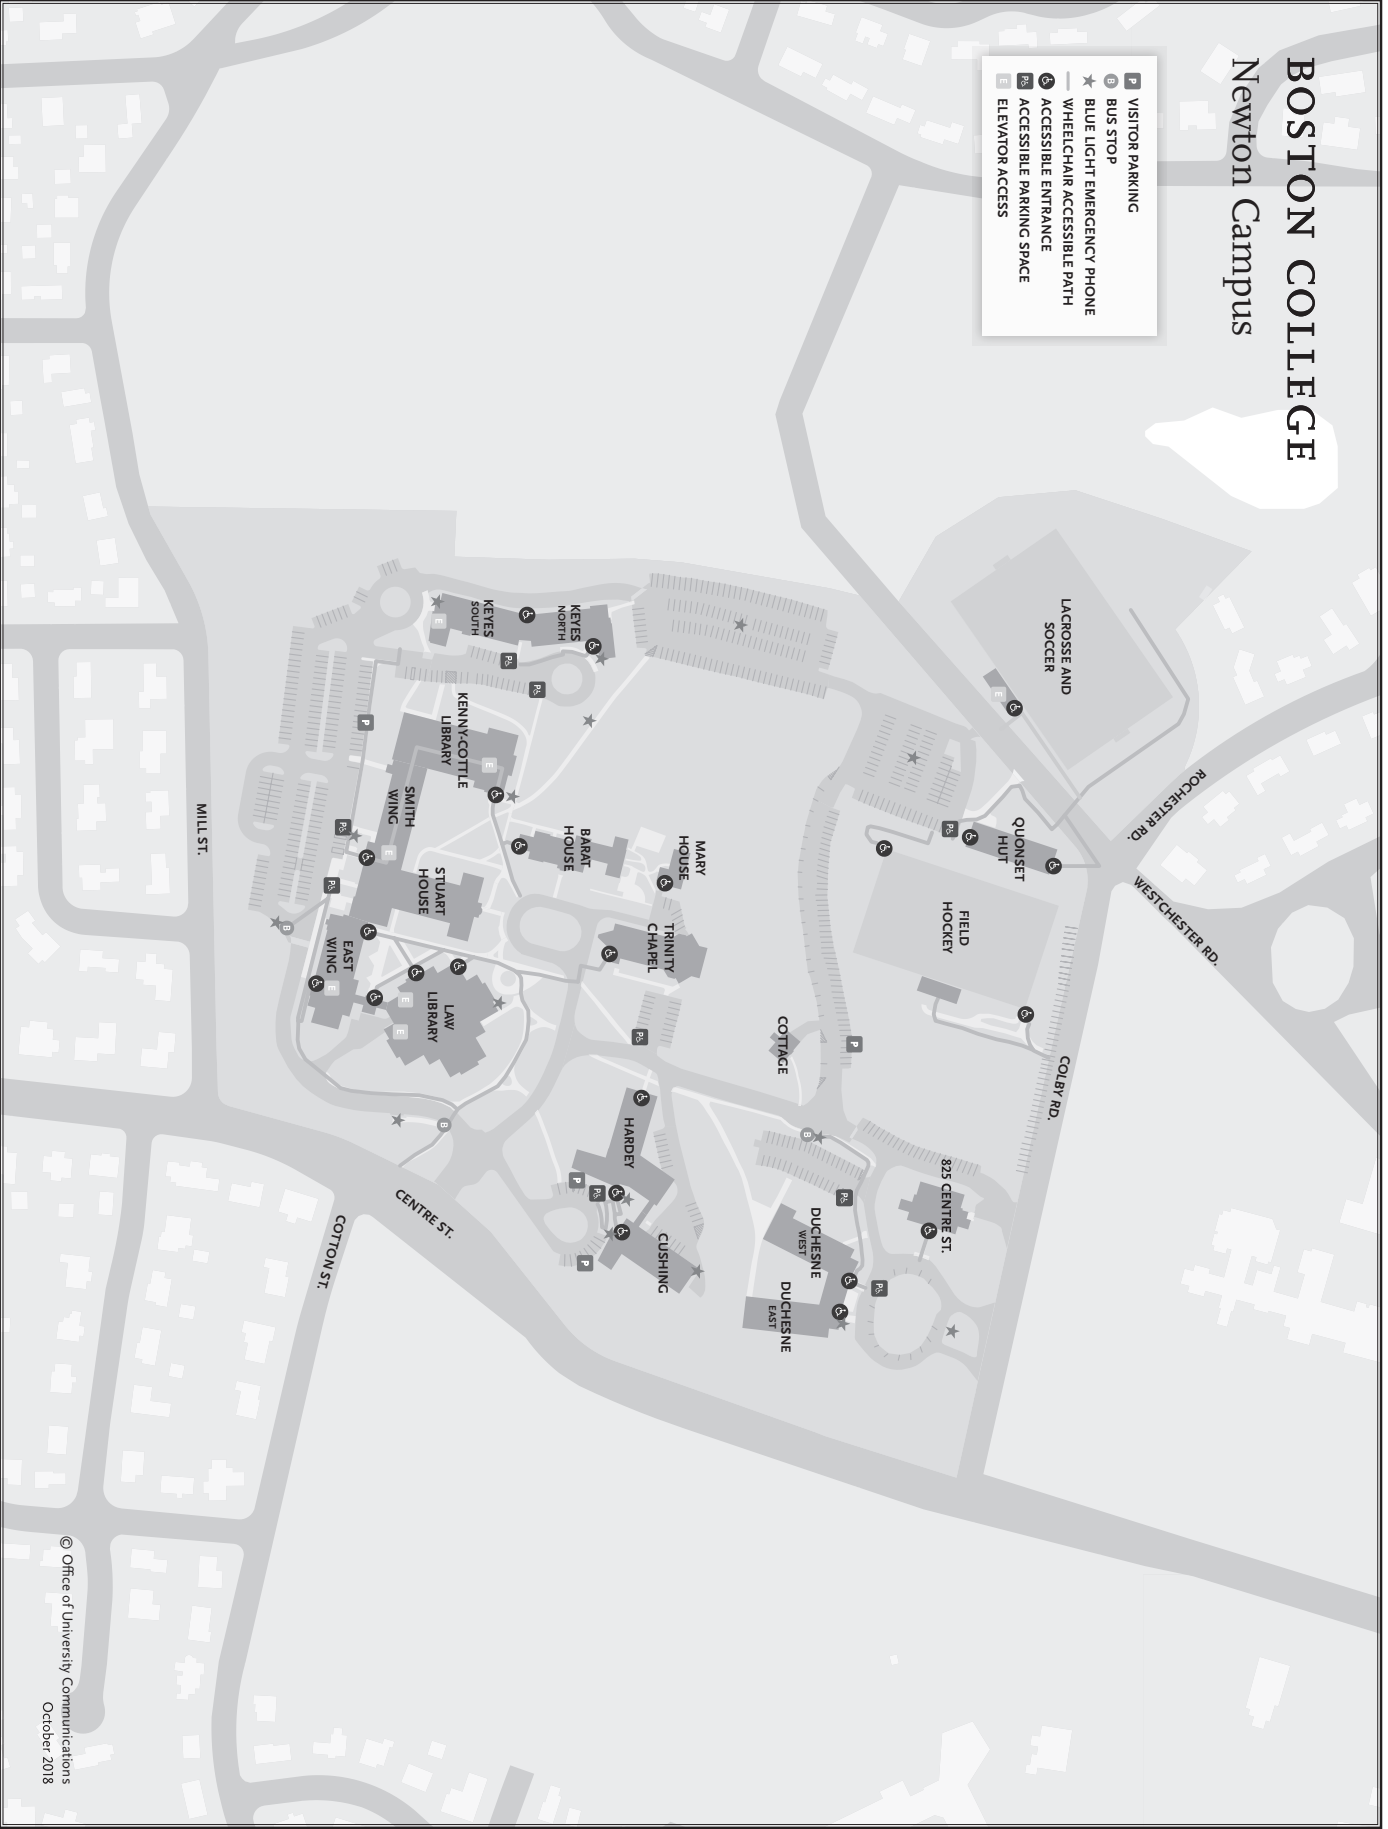 BOSTON COLLEGE
Newton Campus
P VISITOR PARKING
B BUS STOP
BLUE LIGHT EMERGENCY PHONE
WHEELCHAIR ACCESSIBLE PATH
ACCESSIBLE ENTRANCE
P ACCESSIBLE PARKING SPACE
E ELEVATOR ACCESS
LACROSSE AND
SOCCER
E
ROCHESTER RD.
WESTCHESTER RD.
QUONSET
HUT
P
FIELD
HOCKEY
COLBY RD.
P
COTTAGE
825 CENTRE ST.
B
P
DUCHESNE
WEST
DUCHESNE
EAST
P
KEYES
NORTH
KEYES
SOUTH
E
P
P
KENNY-COTTLE
LIBRARY
E
P
SMITH
WING
E
P
BARAT
HOUSE
MARY
HOUSE
STUART
HOUSE
P
TRINITY
CHAPEL
P
B
EAST
WING
E
LAW
LIBRARY
E
E
HARDEY
P
P
CUSHING
P
B
MILL ST.
CENTRE ST.
COTTON ST.
© Office of University Communications
October 2018